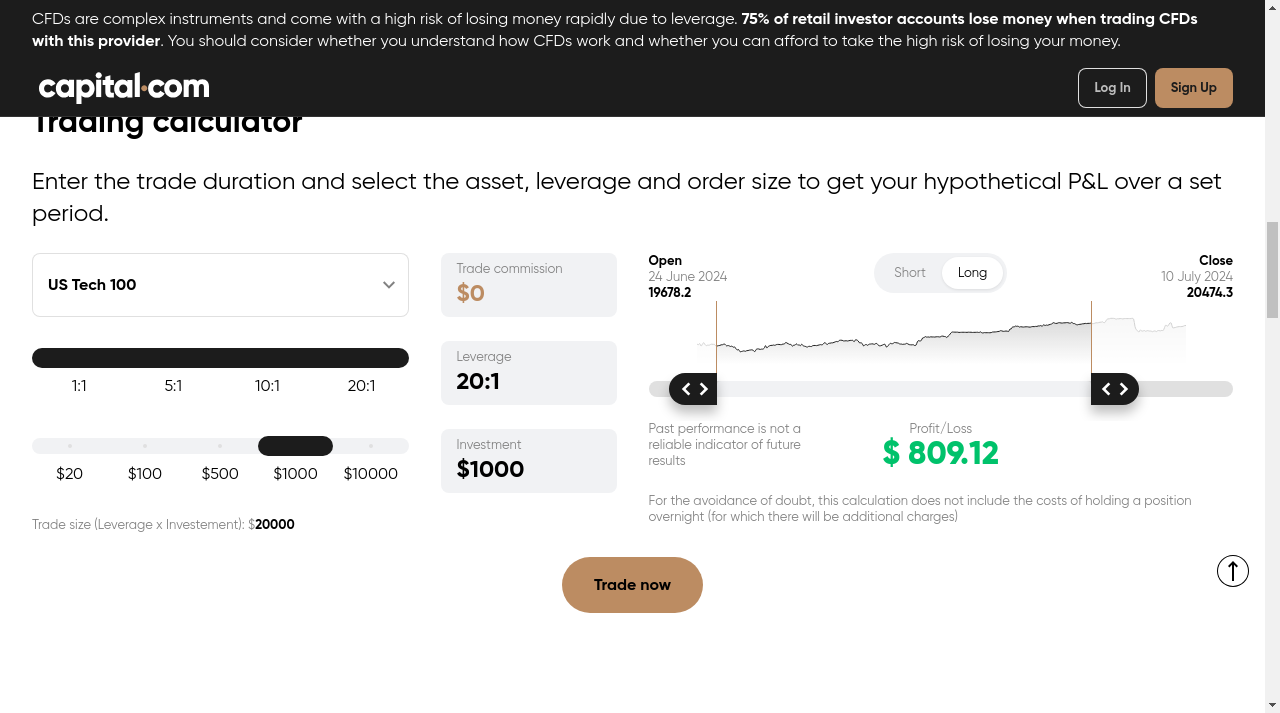 CFDs are complex instruments and come with a high risk of losing money rapidly due to leverage. 75% of retail investor accounts lose money when trading CFDs
with this provider. You should consider whether you understand how CFDs work and whether you can afford to take the high risk of losing your money.
capital.com
Log In
Sign Up
Trading calculator
Enter the trade duration and select the asset, leverage and order size to get your hypothetical P&L over a set
period.
US Tech 100
1:1 5:1 10:1 20:1
$20 $100 $500 $1000 $10000
Trade size (Leverage x Investement): $20000
Trade commission
$0
Leverage
20:1
Investment
$1000
Open
24 June 2024
19678.2
Short Long
Close
10 July 2024
20474.3
Past performance is not a
reliable indicator of future
results
Profit/Loss
$ 809.12
For the avoidance of doubt, this calculation does not include the costs of holding a position
overnight (for which there will be additional charges)
Trade now